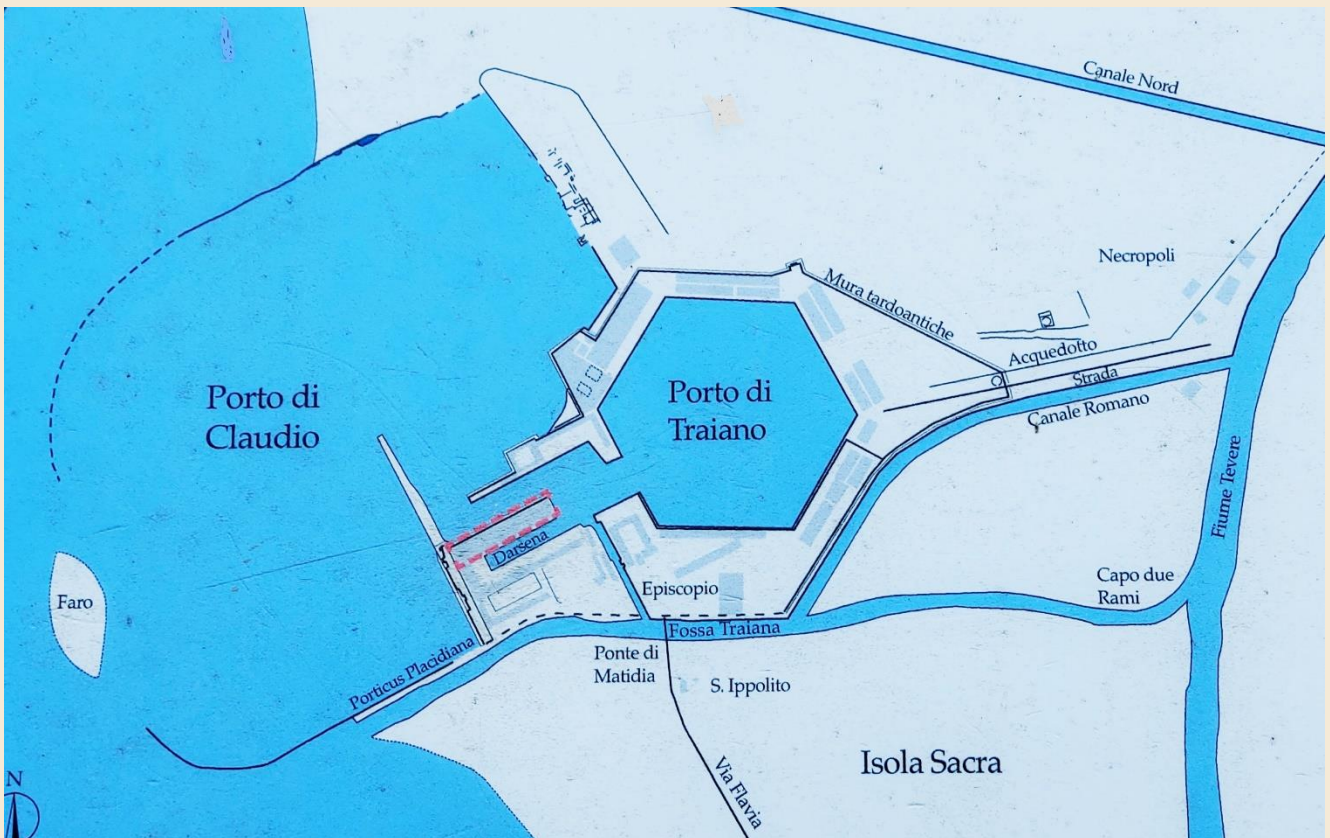 Canale Nord
Necropoli
Mura tardoantiche
Acquedotto
Strada
Canale Romano
Porto di
Claudio
Porto di
Traiano
Fiume Tevere
Darsena
Capo due
Rami
Faro
Episcopio
Fossa Traiana
Porticus Placidiana
Ponte di
Matidia
S. Ippolito
Isola Sacra
Via Flavia
N